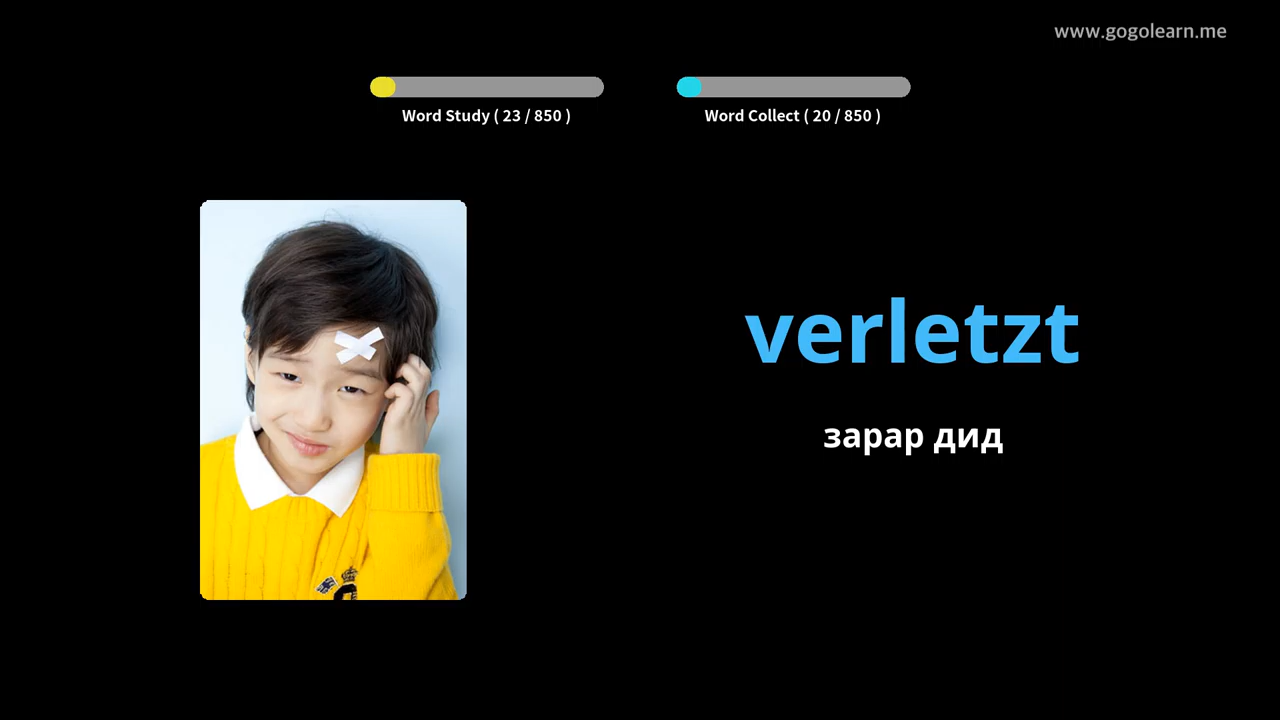 www.gogolearn.me
Word Study ( 23 / 850 )
Word Collect ( 20 / 850 )
verletzt
зарар дид